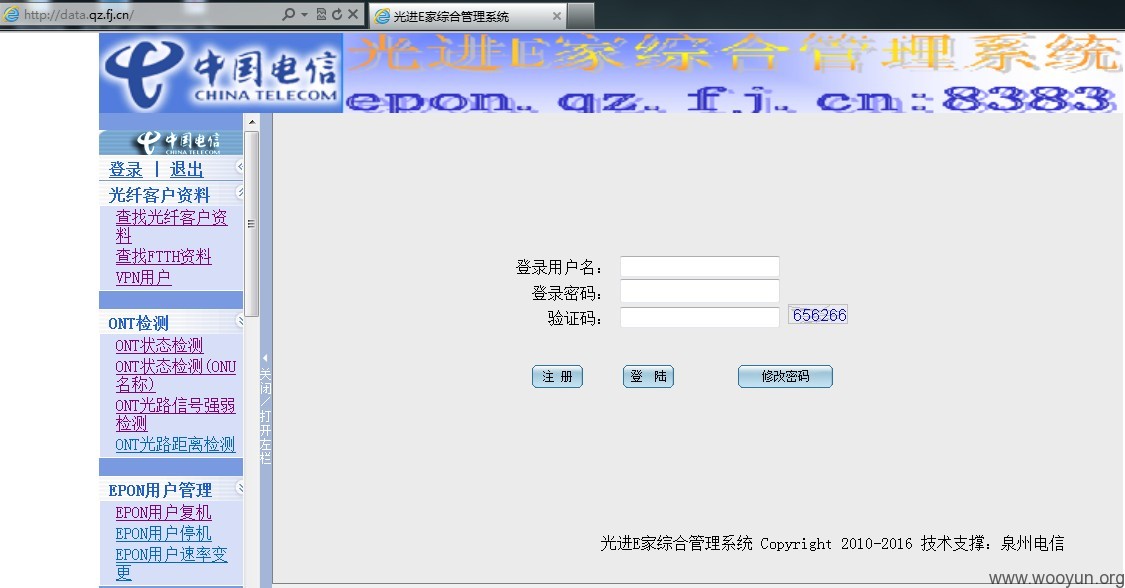 http://data.qz.fj.cn/
光进E家综合管理系统
中国电信
CHINA TELECOM
光进E家综合管理系统
epon.qz.fj.cn:8383
中国电信
CHINA TELECOM
登录 | 退出
光纤客户资料
查找光纤客户资
料
查找FTTH资料
VPN用户
ONT检测
ONT状态检测
ONT状态检测(ONU
名称)
ONT光路信号强弱
检测
ONT光路距离检测
EPON用户管理
EPON用户复机
EPON用户停机
EPON用户速率变
更
关闭/打开左栏
登录用户名:
登录密码:
验证码:
656266
注 册
登 陆
修改密码
光进E家综合管理系统 Copyright 2010-2016 技术支撑: 泉州电信
www.wooyun.org